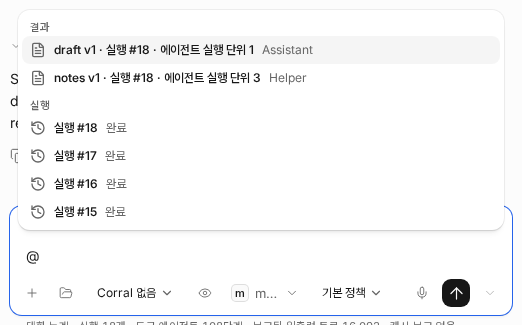 결과
draft v1 · 실행 #18 · 에이전트 실행 단위 1 Assistant
notes v1 · 실행 #18 · 에이전트 실행 단위 3 Helper
실행
실행 #18 완료
실행 #17 완료
실행 #16 완료
실행 #15 완료
@
Corral 없음 m m... 기본 정책